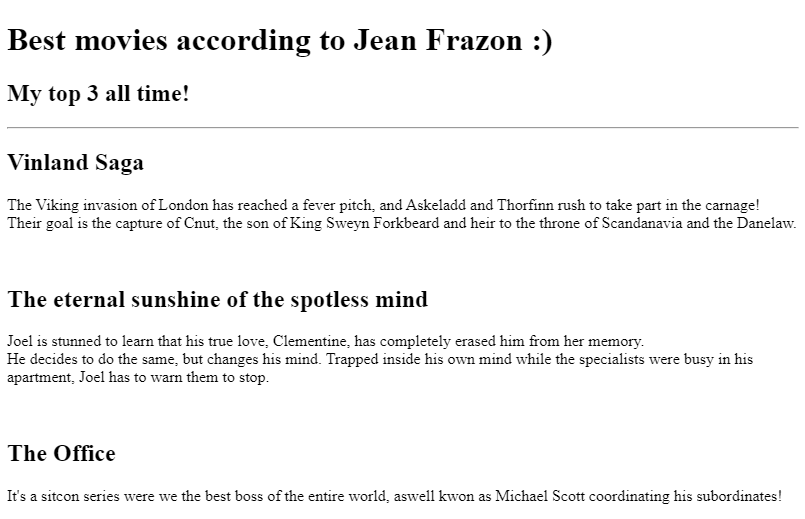 Best movies according to Jean Frazon :)
My top 3 all time!
Vinland Saga
The Viking invasion of London has reached a fever pitch, and Askeladd and Thorfinn rush to take part in the carnage!
Their goal is the capture of Cnut, the son of King Sweyn Forkbeard and heir to the throne of Scandanavia and the Danelaw.
The eternal sunshine of the spotless mind
Joel is stunned to learn that his true love, Clementine, has completely erased him from her memory.
He decides to do the same, but changes his mind. Trapped inside his own mind while the specialists were busy in his
apartment, Joel has to warn them to stop.
The Office
It's a sitcon series were we the best boss of the entire world, aswell kwon as Michael Scott coordinating his subordinates!